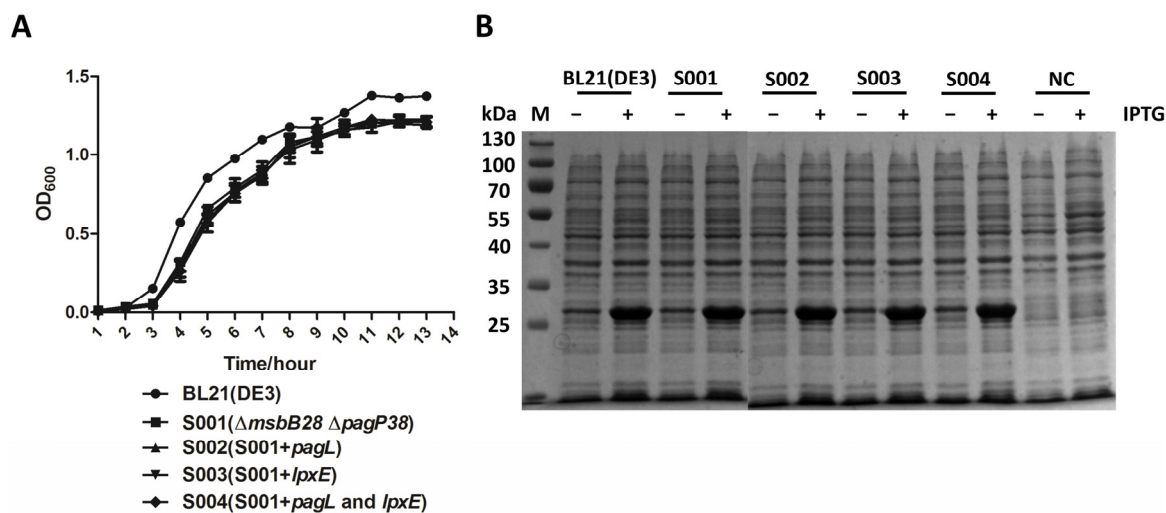 A
B
1.5
1.0
0.5
0.0
OD600
1 2 3 4 5 6 7 8 9 10 11 12 13 14
Time/hour
BL21(DE3)
S001(ΔmsbB28 ΔpagP38)
S002(S001+pagL)
S003(S001+lpxE)
S004(S001+pagL and lpxE)
BL21(DE3) S001 S002 S003 S004 NC
kDa M − + − + − + − + − + − + IPTG
130
100
70
55
40
35
25